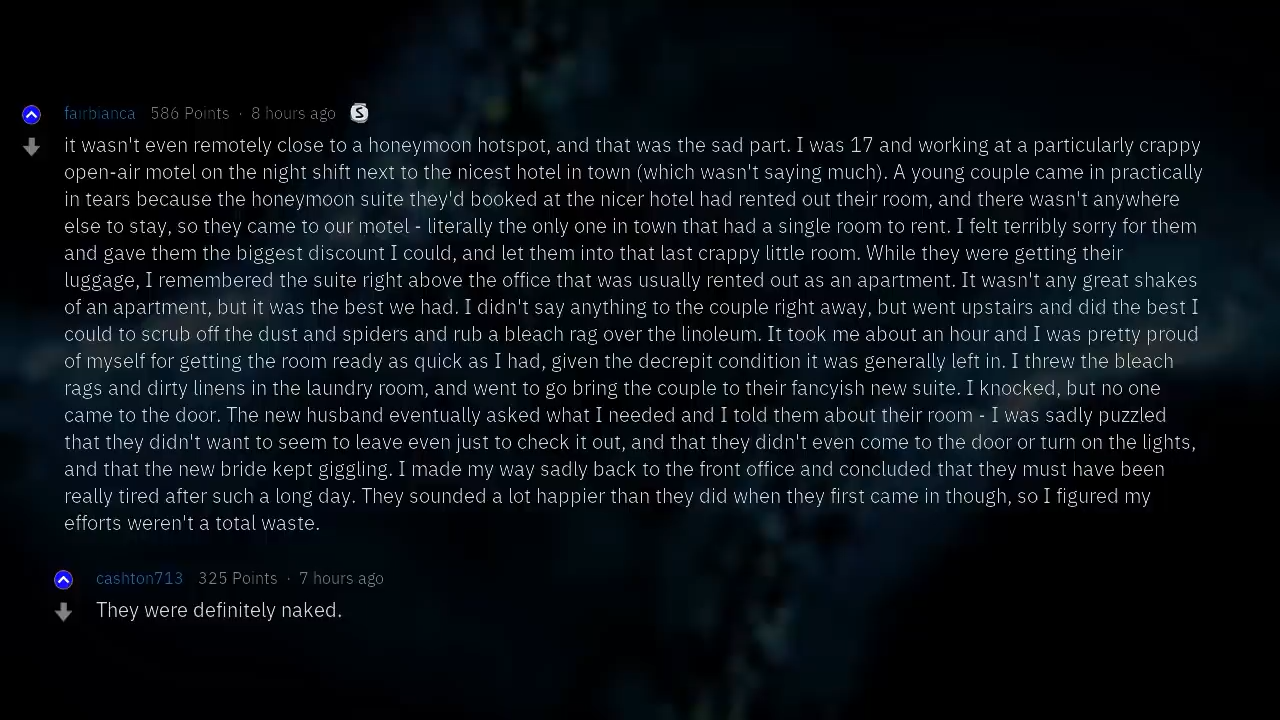 fairbianca 586 Points · 8 hours ago S
it wasn't even remotely close to a honeymoon hotspot, and that was the sad part. I was 17 and working at a particularly crappy
open-air motel on the night shift next to the nicest hotel in town (which wasn't saying much). A young couple came in practically
in tears because the honeymoon suite they'd booked at the nicer hotel had rented out their room, and there wasn't anywhere
else to stay, so they came to our motel - literally the only one in town that had a single room to rent. I felt terribly sorry for them
and gave them the biggest discount I could, and let them into that last crappy little room. While they were getting their
luggage, I remembered the suite right above the office that was usually rented out as an apartment. It wasn't any great shakes
of an apartment, but it was the best we had. I didn't say anything to the couple right away, but went upstairs and did the best I
could to scrub off the dust and spiders and rub a bleach rag over the linoleum. It took me about an hour and I was pretty proud
of myself for getting the room ready as quick as I had, given the decrepit condition it was generally left in. I threw the bleach
rags and dirty linens in the laundry room, and went to go bring the couple to their fancyish new suite. I knocked, but no one
came to the door. The new husband eventually asked what I needed and I told them about their room - I was sadly puzzled
that they didn't want to seem to leave even just to check it out, and that they didn't even come to the door or turn on the lights,
and that the new bride kept giggling. I made my way sadly back to the front office and concluded that they must have been
really tired after such a long day. They sounded a lot happier than they did when they first came in though, so I figured my
efforts weren't a total waste.
cashton713 325 Points · 7 hours ago
They were definitely naked.